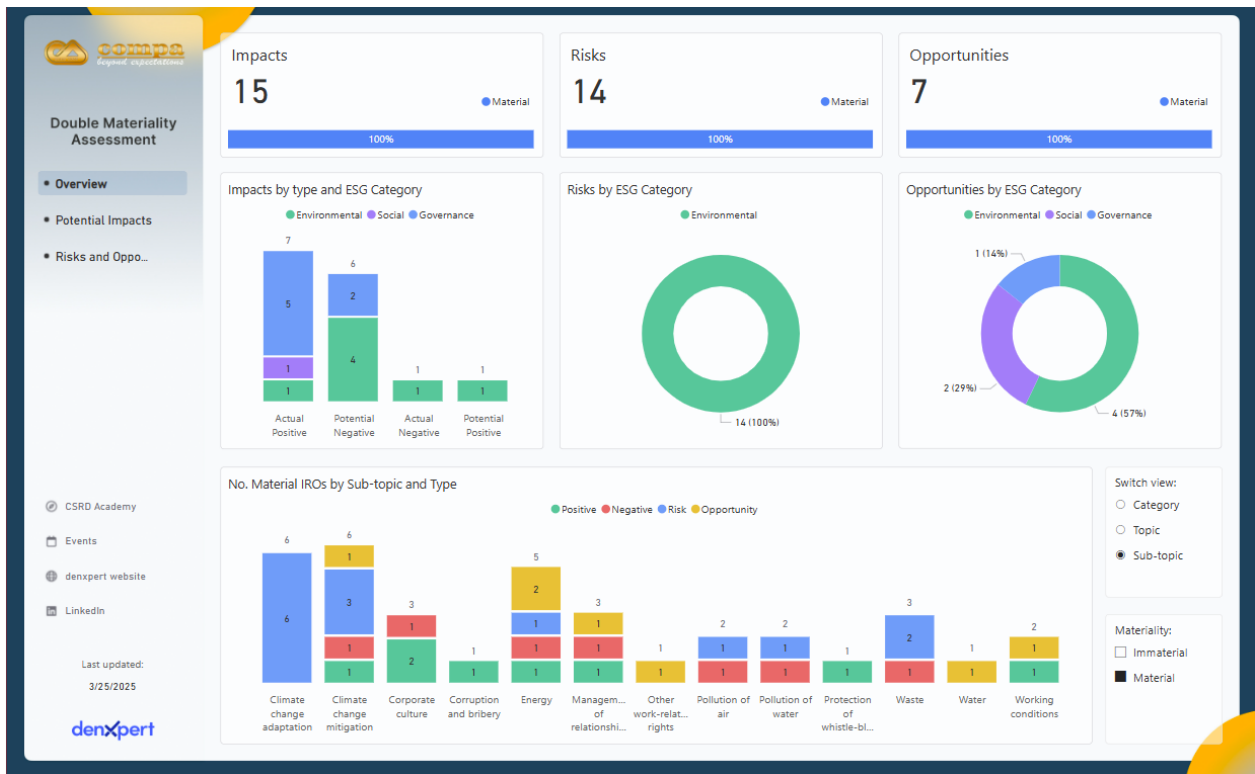 compa
beyond expectations
Double Materiality
Assessment
Overview
Potential Impacts
Risks and Oppo...
CSRD Academy
Events
denxpert website
LinkedIn
Last updated:
3/25/2025
denxpert
Impacts
15
Material
100%
Risks
14
Material
100%
Opportunities
7
Material
100%
Impacts by type and ESG Category
Environmental Social Governance
7
5
1
1
Actual
Positive
6
2
4
Potential
Negative
1
1
Actual
Negative
1
1
Potential
Positive
Risks by ESG Category
Environmental
14 (100%)
Opportunities by ESG Category
Environmental Social Governance
1 (14%)
2 (29%)
4 (57%)
No. Material IROs by Sub-topic and Type
Positive Negative Risk Opportunity
6
6
Climate
change
adaptation
6
1
3
1
1
Climate
change
mitigation
3
1
2
Corporate
culture
1
1
Corruption
and bribery
5
2
1
1
1
Energy
3
1
1
1
Managem...
of
relationshi...
1
1
Other
work-relat...
rights
2
1
1
Pollution of
air
2
1
1
Pollution of
water
1
1
Protection
of
whistle-bl...
3
2
1
Waste
1
1
Water
2
1
1
Working
conditions
Switch view:
Category
Topic
Sub-topic
Materiality:
Immaterial
Material